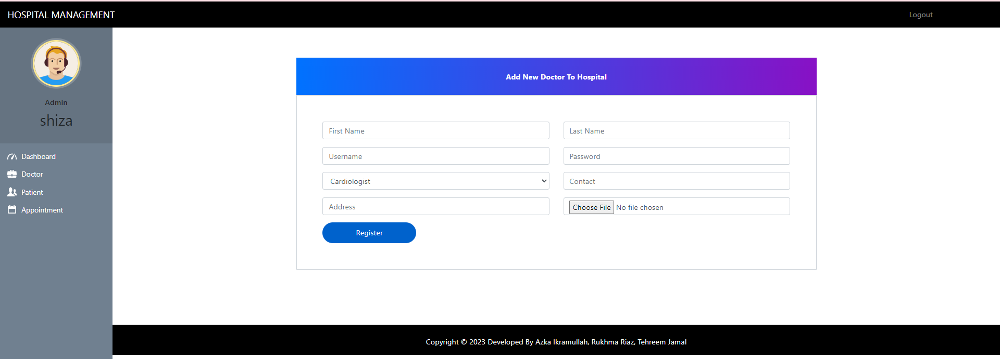 HOSPITAL MANAGEMENT
Logout
Admin
shiza
Dashboard
Doctor
Patient
Appointment
Add New Doctor To Hospital
First Name
Last Name
Username
Password
Cardiologist
Contact
Address
Choose File No file chosen
Register
Copyright © 2023 Developed By Azka Ikramullah, Rukhma Riaz, Tehreem Jamal